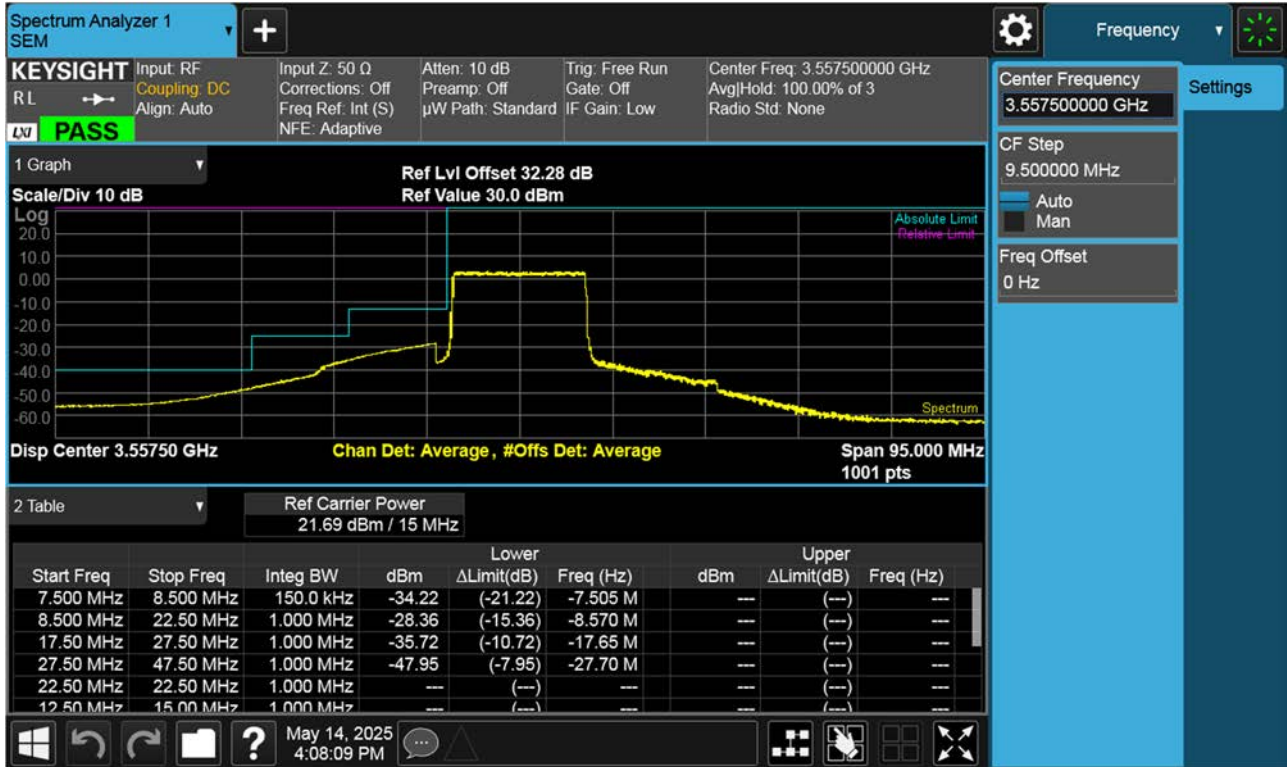 Spectrum Analyzer 1
SEM
Frequency
KEYSIGHT
RL
LXI PASS
Input: RF
Coupling: DC
Align: Auto
Input Z: 50 Ω
Corrections: Off
Freq Ref: Int (S)
NFE: Adaptive
Atten: 10 dB
Preamp: Off
µW Path: Standard
Trig: Free Run
Gate: Off
IF Gain: Low
Center Freq: 3.557500000 GHz
Avg|Hold: 100.00% of 3
Radio Std: None
Center Frequency
3.557500000 GHz
Settings
CF Step
9.500000 MHz
Auto
Man
Freq Offset
0 Hz
1 Graph
Ref Lvl Offset 32.28 dB
Scale/Div 10 dB
Ref Value 30.0 dBm
Log
Absolute Limit
Relative Limit
20.0
10.0
0.00
-10.0
-20.0
-30.0
-40.0
-50.0
-60.0
Spectrum
Disp Center 3.55750 GHz
Chan Det: Average, #Offs Det: Average
Span 95.000 MHz
1001 pts
2 Table
Ref Carrier Power
21.69 dBm / 15 MHz
Lower Upper
Start Freq Stop Freq Integ BW dBm ΔLimit(dB) Freq (Hz) dBm ΔLimit(dB) Freq (Hz)
7.500 MHz 8.500 MHz 150.0 kHz -34.22 (-21.22) -7.505 M --- (---) ---
8.500 MHz 22.50 MHz 1.000 MHz -28.36 (-15.36) -8.570 M --- (---) ---
17.50 MHz 27.50 MHz 1.000 MHz -35.72 (-10.72) -17.65 M --- (---) ---
27.50 MHz 47.50 MHz 1.000 MHz -47.95 (-7.95) -27.70 M --- (---) ---
22.50 MHz 22.50 MHz 1.000 MHz --- (---) --- --- (---) ---
12.50 MHz 15.00 MHz 1.000 MHz --- (---) --- --- (---) ---
May 14, 2025
4:08:09 PM